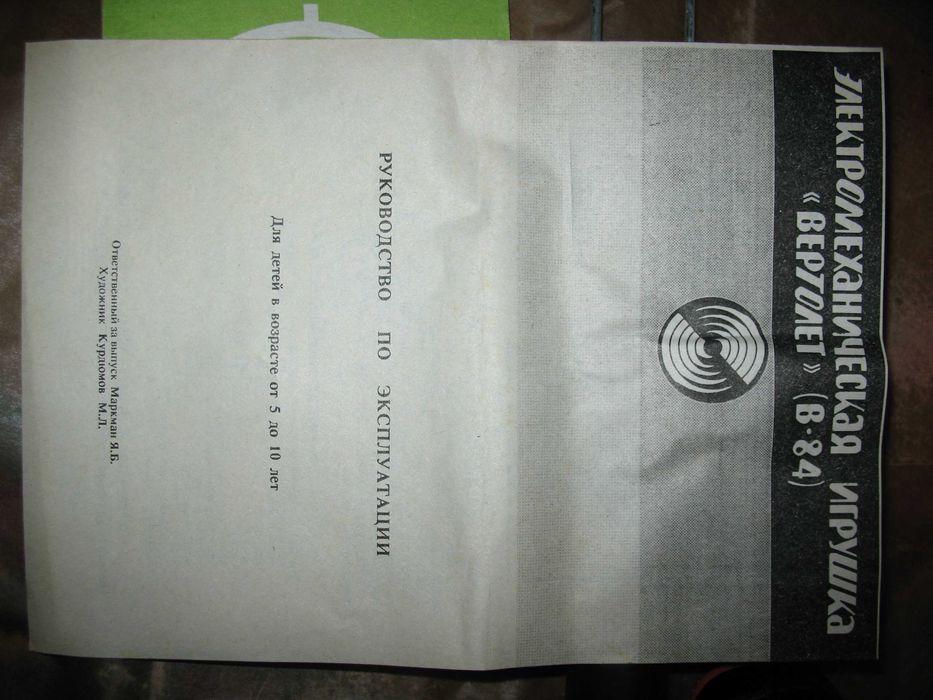 ЭЛЕКТРОМЕХАНИЧЕСКАЯ ИГРУШКА
«ВЕРТОЛЕТ» (В-84)
РУКОВОДСТВО ПО ЭКСПЛУАТАЦИИ
Для детей в возрасте от 5 до 10 лет
Ответственный за выпуск Маркман Я.Б.
Художник Курдюмов М.Л.